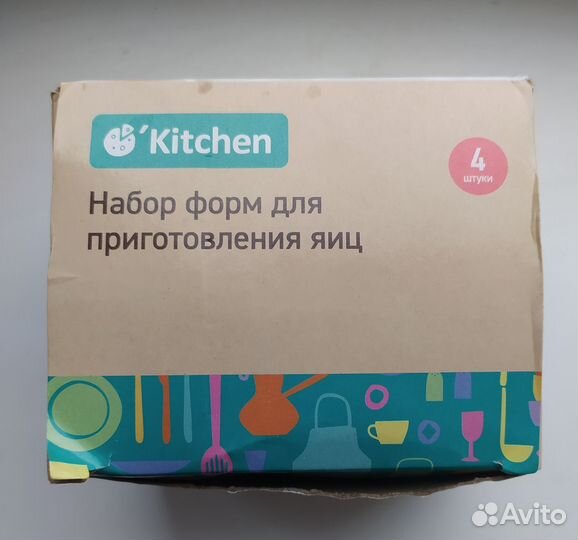 'Kitchen
4
штуки
Набор форм для
приготовления яиц
Avito